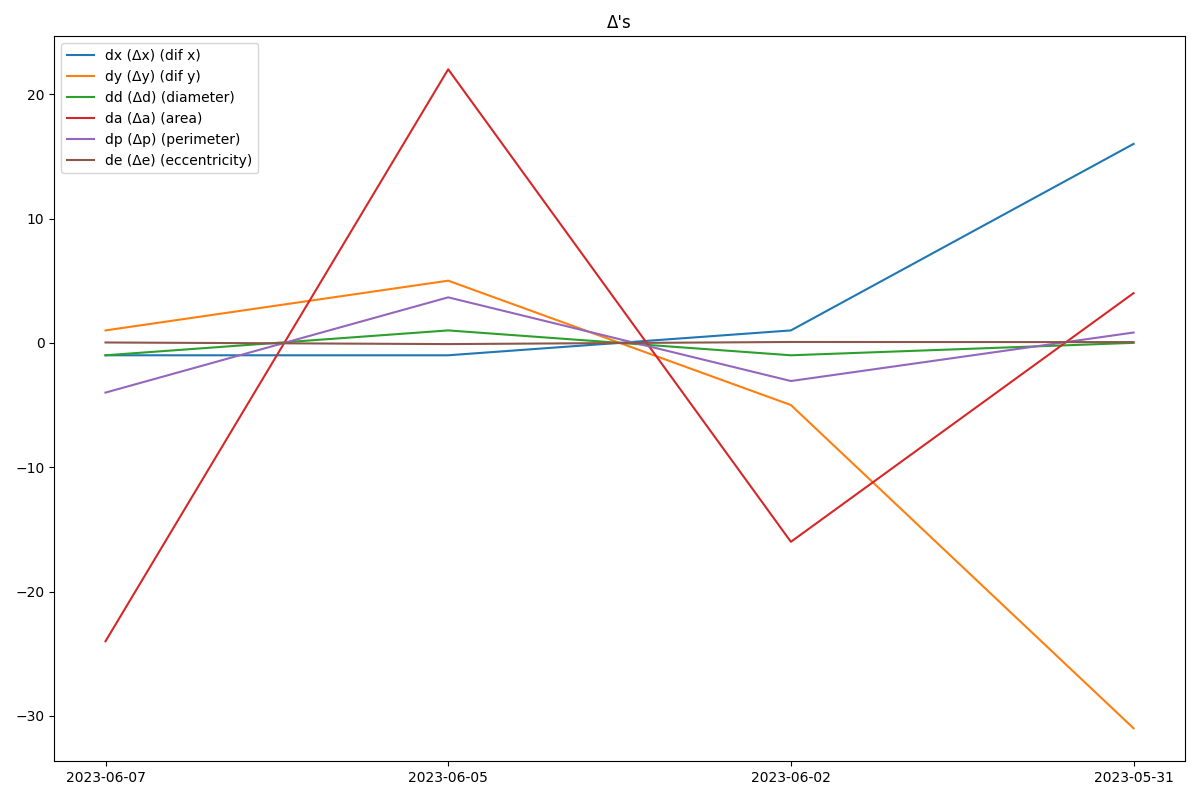 Δ's
dx (Δx) (dif x)
dy (Δy) (dif y)
dd (Δd) (diameter)
da (Δa) (area)
dp (Δp) (perimeter)
de (Δe) (eccentricity)
20
10
0
−10
−20
−30
2023-06-07 2023-06-05 2023-06-02 2023-05-31